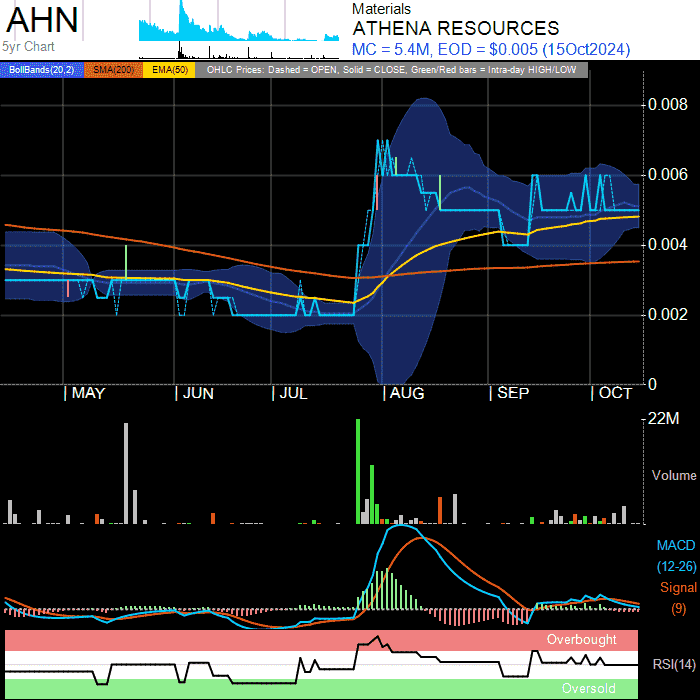 AHN
5yr Chart
Materials
ATHENA RESOURCES
MC = 5.4M, EOD = $0.005 (15Oct2024)
BollBands(20,2) SMA(200) EMA(50) OHLC Prices: Dashed = OPEN, Solid = CLOSE, Green/Red bars = Intra-day HIGH/LOW
0.008
0.006
0.004
0.002
0
MAY JUN JUL AUG SEP OCT
22M
Volume
MACD
(12-26)
Signal
(9)
Overbought
RSI(14)
Oversold